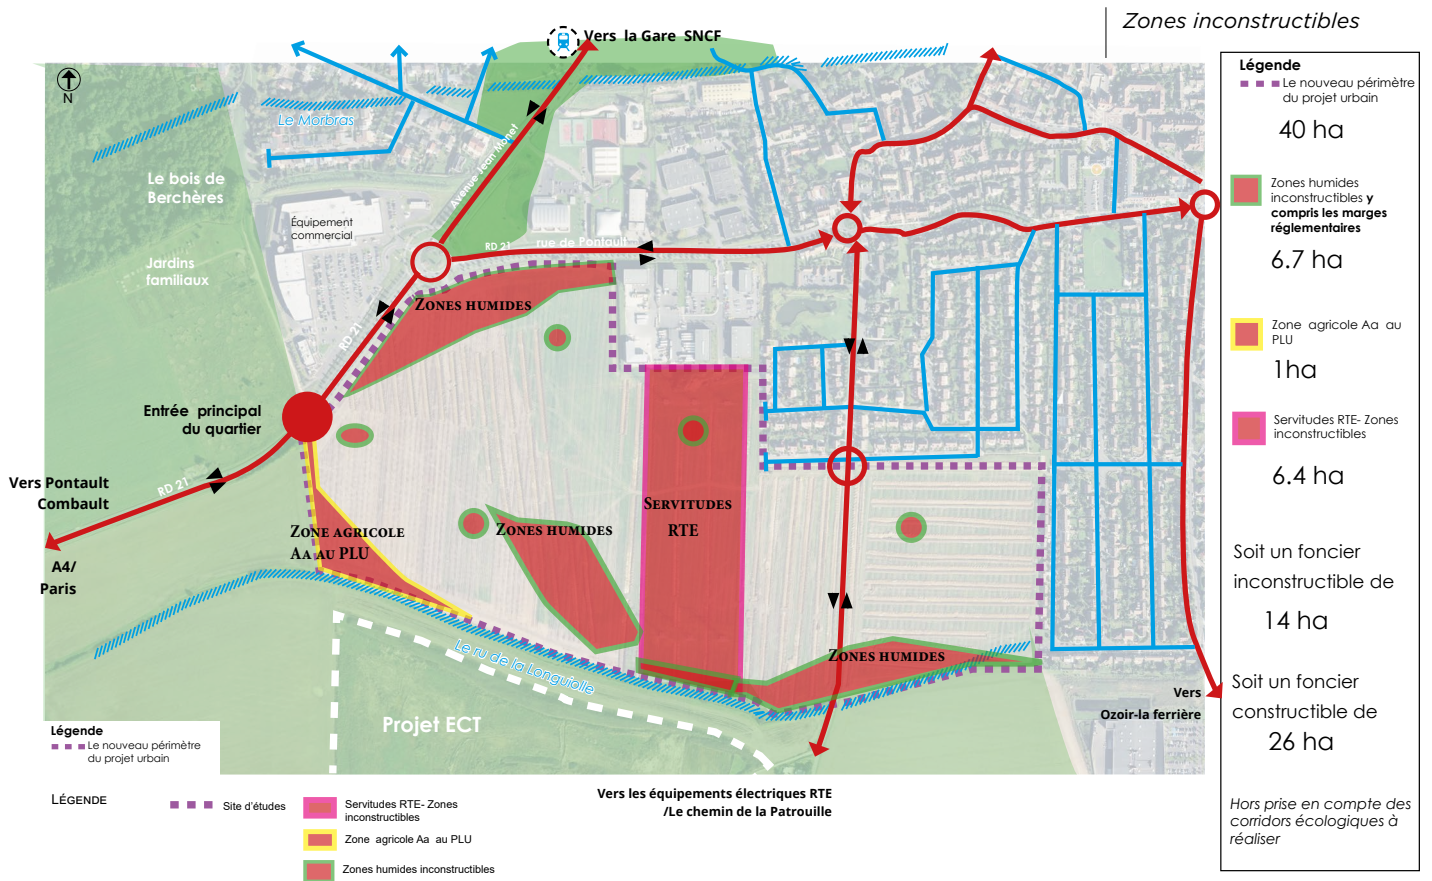 Zones inconstructibles
Vers  la Gare  SNCF
N
Le Morbras
Avenue Jean Monet
Le bois de
Berchères
Équipement
commercial
Jardins
familiaux
RD 21
rue de Pontault
RD 21
Zones humides
Entrée  principal
du quartier
Vers Pontault
Combault
RD 21
A4/
Paris
Zone agricole
Aa au PLU
Zones humides
Servitudes
RTE
Zones humides
Le ru de la Longuiolle
Projet ECT
Vers
Ozoir-la ferrière
Vers les équipements électriques RTE
/Le chemin de la Patrouille
Légende
Le nouveau périmètre
du projet urbain
Légende
Site d'études
Servitudes RTE- Zones
inconstructibles
Zone  agricole Aa  au PLU
Zones humides inconstructibles
Légende
Le nouveau périmètre
du projet urbain
40 ha
Zones humides
inconstructibles y
compris les marges
réglementaires
6.7 ha
Zone  agricole Aa  au
PLU
1ha
Servitudes RTE- Zones
inconstructibles
6.4 ha
Soit un foncier
inconstructible de
14 ha
Soit un foncier
constructible de
26 ha
Hors prise en compte des
corridors écologiques à
réaliser